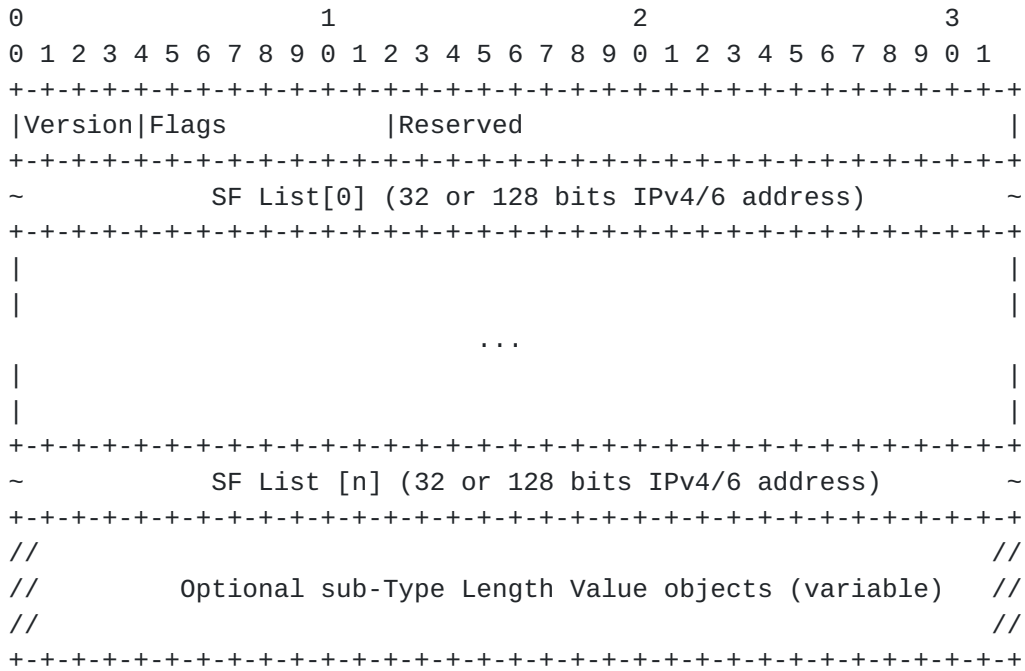 0                   1                   2                   3
0 1 2 3 4 5 6 7 8 9 0 1 2 3 4 5 6 7 8 9 0 1 2 3 4 5 6 7 8 9 0 1
+-+-+-+-+-+-+-+-+-+-+-+-+-+-+-+-+-+-+-+-+-+-+-+-+-+-+-+-+-+-+-+-+
|Version|Flags          |Reserved                               |
+-+-+-+-+-+-+-+-+-+-+-+-+-+-+-+-+-+-+-+-+-+-+-+-+-+-+-+-+-+-+-+-+
~            SF List[0] (32 or 128 bits IPv4/6 address)         ~
+-+-+-+-+-+-+-+-+-+-+-+-+-+-+-+-+-+-+-+-+-+-+-+-+-+-+-+-+-+-+-+-+
|                                                               |
|                                                               |
                              ...
|                                                               |
|                                                               |
+-+-+-+-+-+-+-+-+-+-+-+-+-+-+-+-+-+-+-+-+-+-+-+-+-+-+-+-+-+-+-+-+
~            SF List [n] (32 or 128 bits IPv4/6 address)        ~
+-+-+-+-+-+-+-+-+-+-+-+-+-+-+-+-+-+-+-+-+-+-+-+-+-+-+-+-+-+-+-+-+
//                                                             //
//         Optional sub-Type Length Value objects (variable)   //
//                                                             //
+-+-+-+-+-+-+-+-+-+-+-+-+-+-+-+-+-+-+-+-+-+-+-+-+-+-+-+-+-+-+-+-+